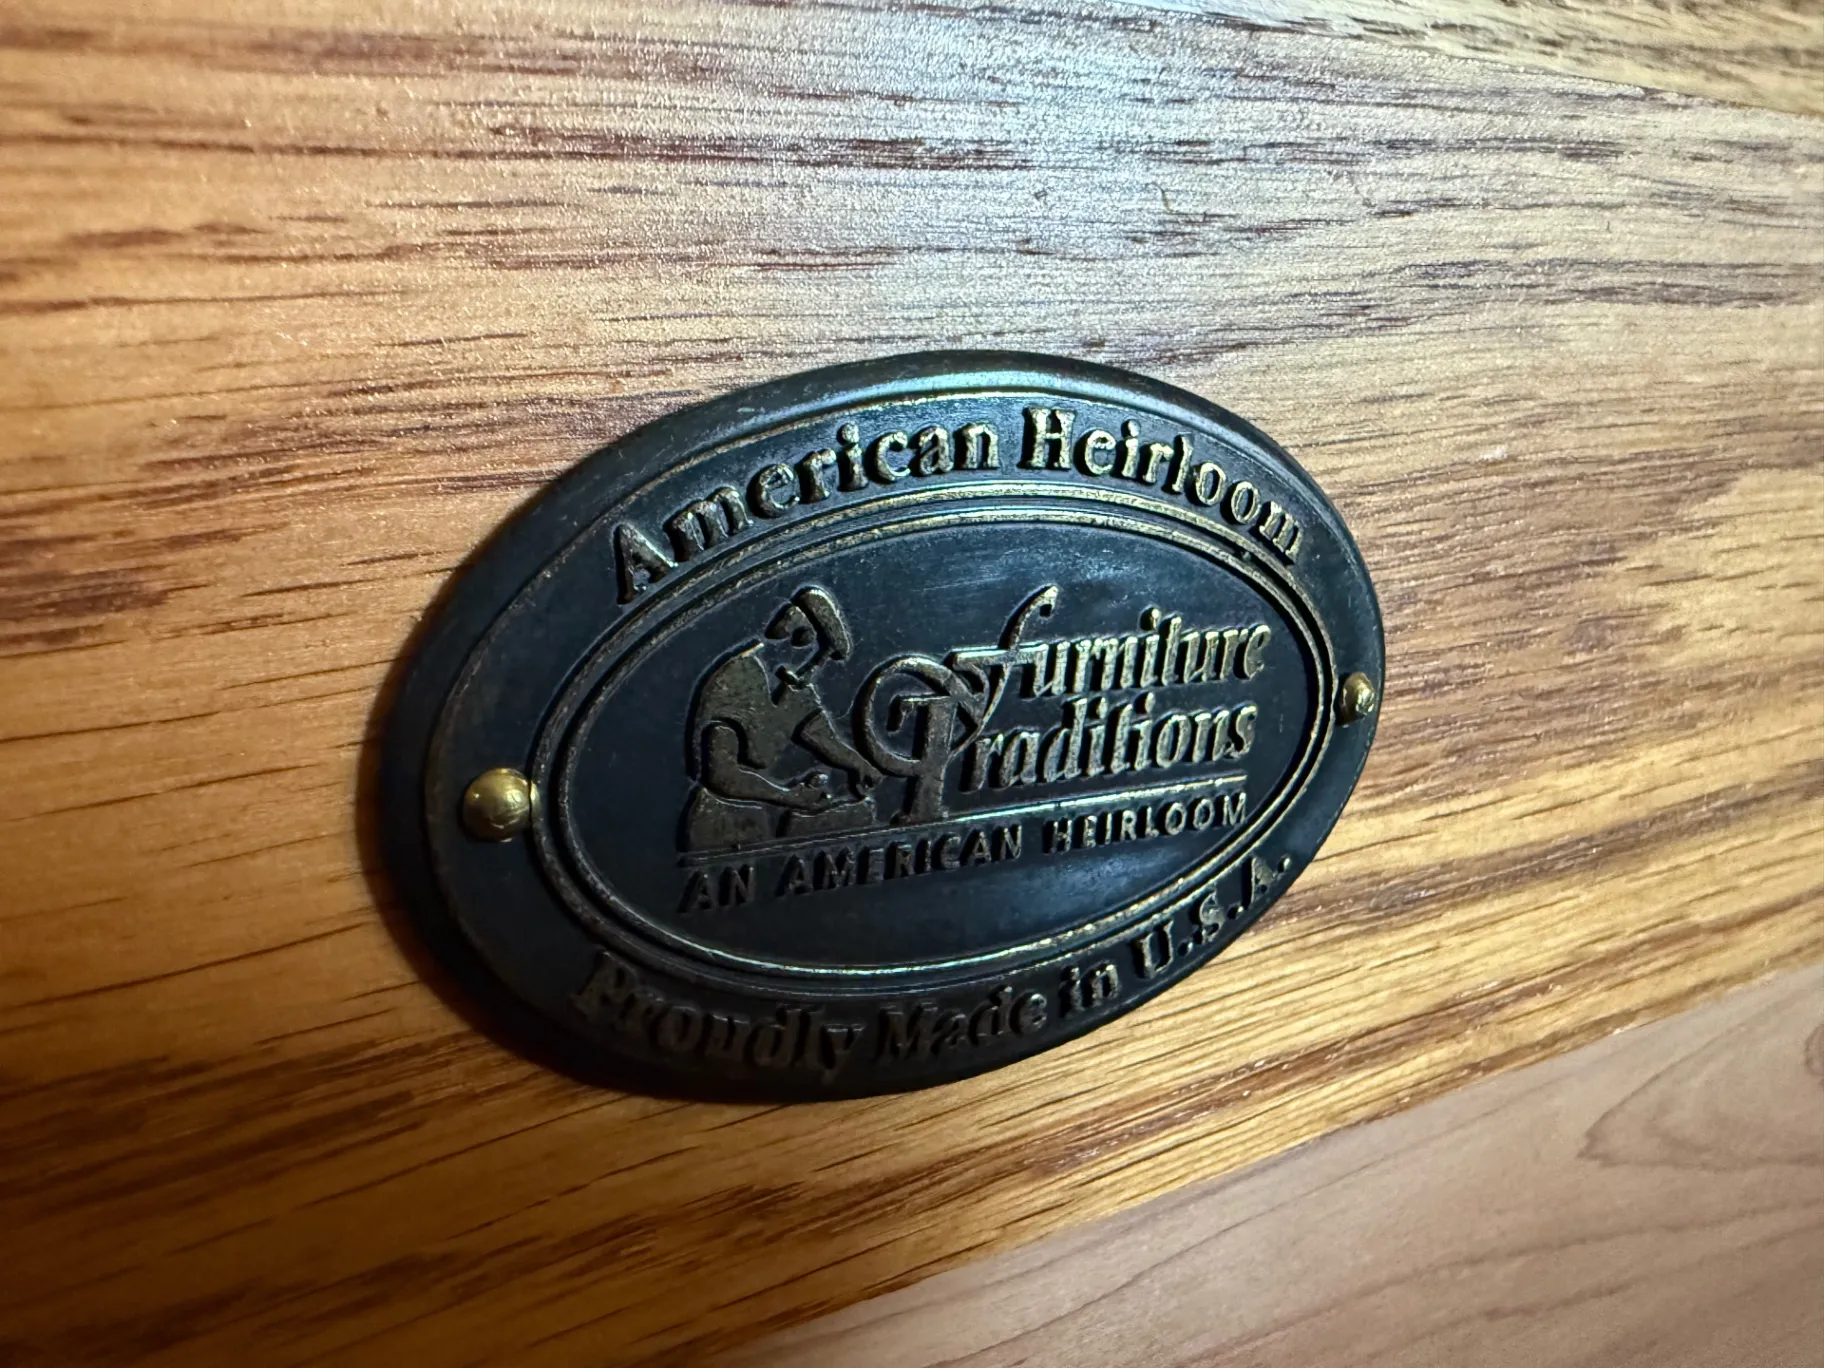 American Heirloom
furniture
Traditions
AN AMERICAN HEIRLOOM
Proudly Made in U.S.A.